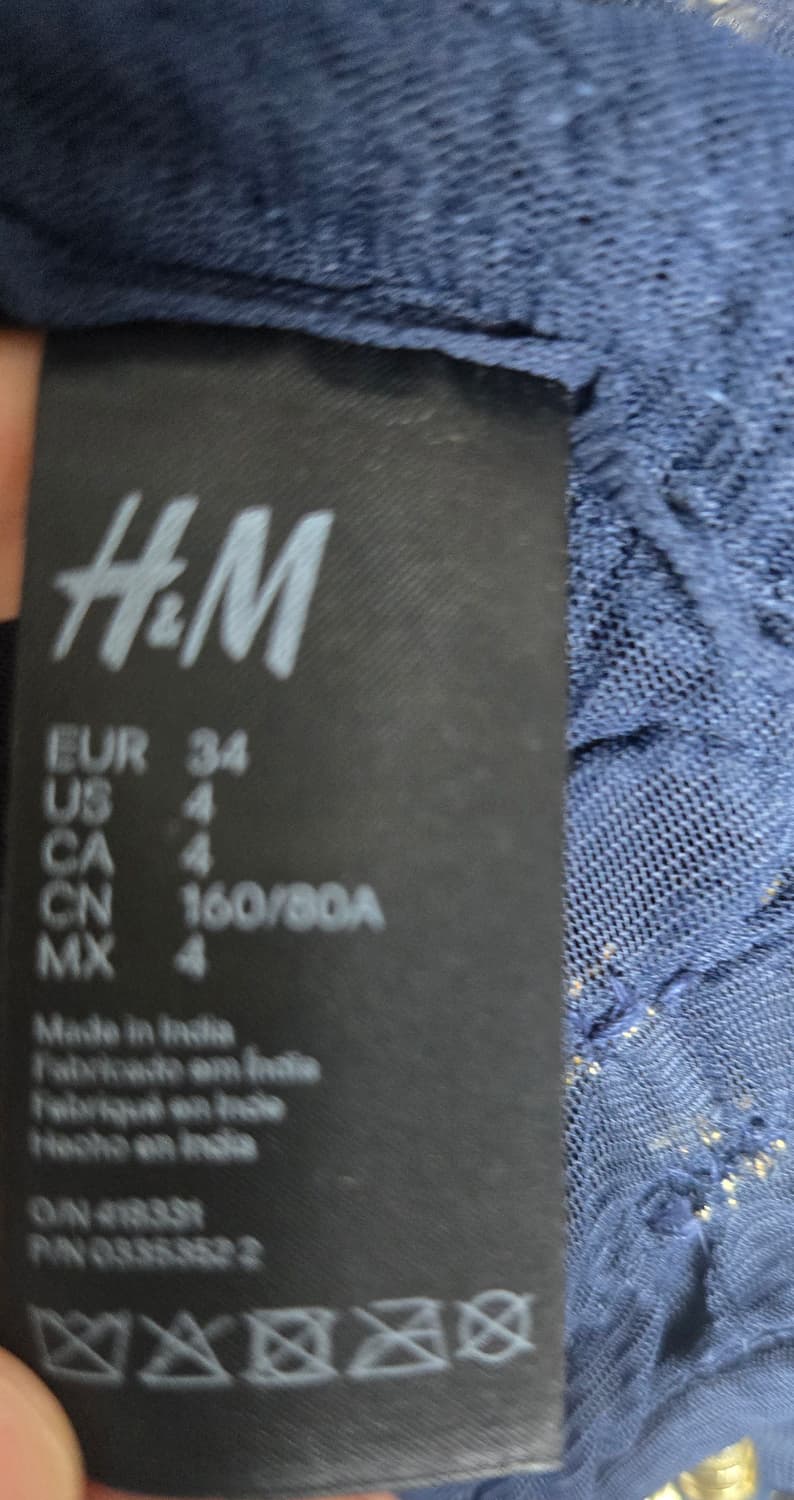 H&M
EUR 34
US 4
CA 4
CN 160/80A
MX 4
Made in India
Fabricado em Índia
Fabriqué en Inde
Hecho en India
O/N 418331
P/N